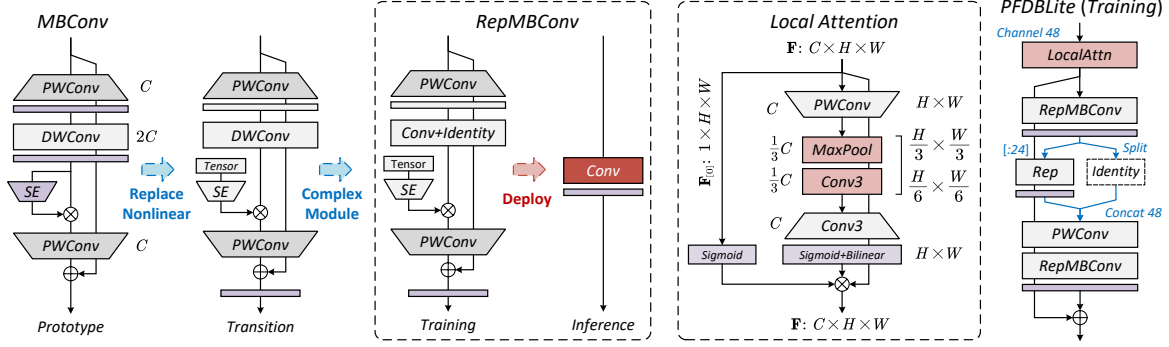 MBConv
PWConv
C
DWConv
2C
SE
PWConv
C
Prototype
Replace
Nonlinear
PWConv
DWConv
Tensor
SE
PWConv
Transition
Complex
Module
RepMBConv
PWConv
Conv+Identity
Tensor
SE
PWConv
Training
Deploy
Conv
Inference
Local Attention
F: C × H × W
F[0]: 1 × H × W
C
PWConv
H × W
1/3 C
MaxPool
H/3 × W/3
1/3 C
Conv3
H/6 × W/6
C
Conv3
Sigmoid
Sigmoid+Bilinear
H × W
F: C × H × W
PFDBLite (Training)
Channel 48
LocalAttn
RepMBConv
[:24]
Split
Rep
Identity
Concat 48
PWConv
RepMBConv